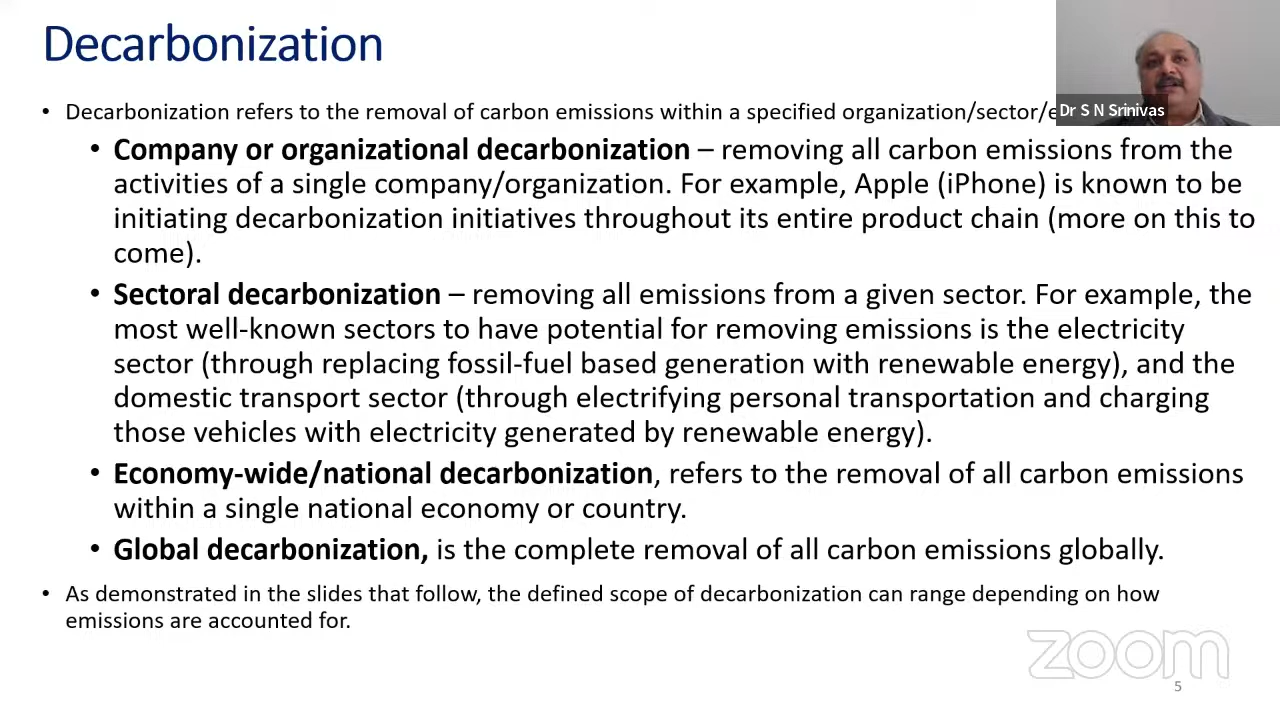 Decarbonization
• Decarbonization refers to the removal of carbon emissions within a specified organization/sector/e
Dr S N Srinivas
• Company or organizational decarbonization – removing all carbon emissions from the
activities of a single company/organization. For example, Apple (iPhone) is known to be
initiating decarbonization initiatives throughout its entire product chain (more on this to
come).
• Sectoral decarbonization – removing all emissions from a given sector. For example, the
most well-known sectors to have potential for removing emissions is the electricity
sector (through replacing fossil-fuel based generation with renewable energy), and the
domestic transport sector (through electrifying personal transportation and charging
those vehicles with electricity generated by renewable energy).
• Economy-wide/national decarbonization, refers to the removal of all carbon emissions
within a single national economy or country.
• Global decarbonization, is the complete removal of all carbon emissions globally.
• As demonstrated in the slides that follow, the defined scope of decarbonization can range depending on how
emissions are accounted for.
zoom
5